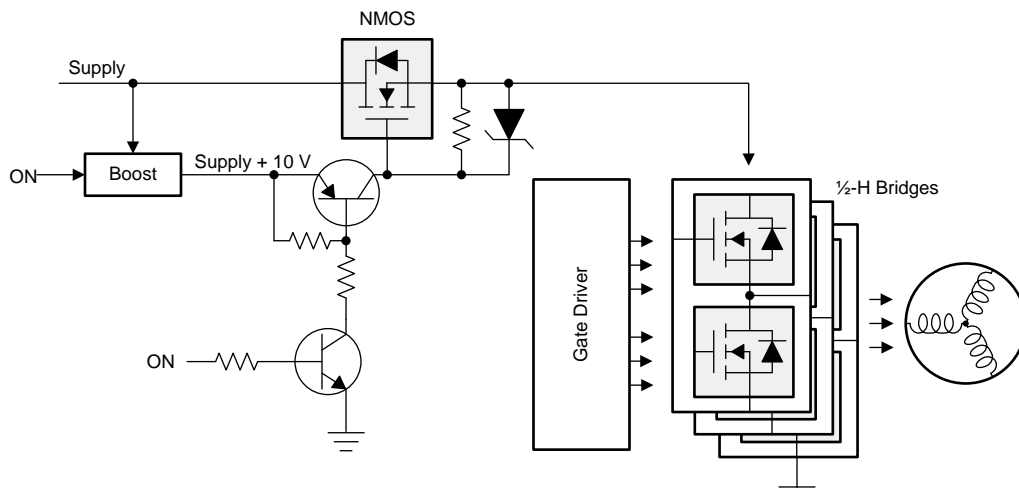 NMOS
Supply
ON
Boost
Supply + 10 V
½-H Bridges
Gate Driver
ON